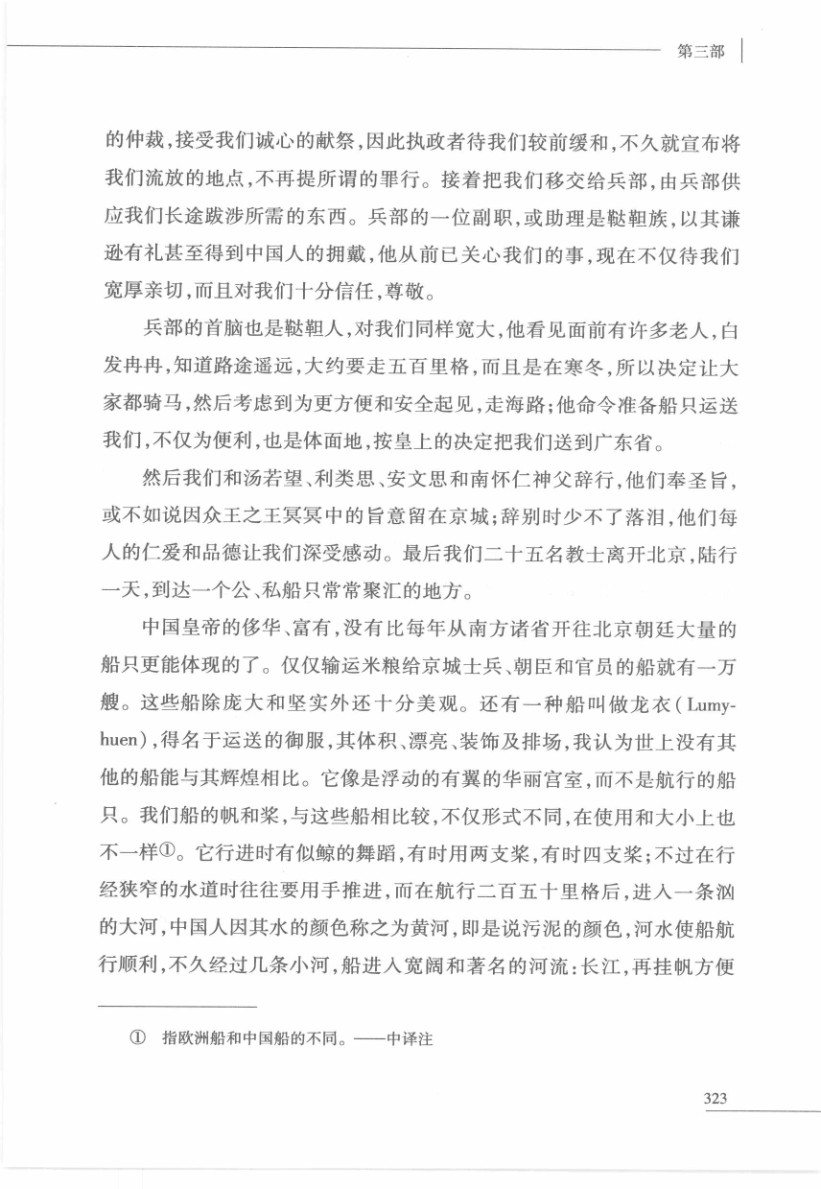 第三部
的仲裁,接受我们诚心的献祭,因此执政者待我们较前缓和,不久就宣布将
我们流放的地点,不再提所谓的罪行。接着把我们移交给兵部,由兵部供
应我们长途跋涉所需的东西。兵部的一位副职,或助理是鞑靼族,以其谦
逊有礼甚至得到中国人的拥戴,他从前已关心我们的事,现在不仅待我们
宽厚亲切,而且对我们十分信任,尊敬。
兵部的首脑也是鞑靼人,对我们同样宽大,他看见面前有许多老人,白
发冉冉,知道路途遥远,大约要走五百里格,而且是在寒冬,所以决定让大
家都骑马,然后考虑到为更方便和安全起见,走海路;他命令准备船只运送
我们,不仅为便利,也是体面地,按皇上的决定把我们送到广东省。
然后我们和汤若望、利类思、安文思和南怀仁神父辞行,他们奉圣旨,
或不如说因众王之王冥冥中的旨意留在京城;辞别时少不了落泪,他们每
人的仁爱和品德让我们深受感动。最后我们二十五名教士离开北京,陆行
一天,到达一个公、私船只常常聚汇的地方。
中国皇帝的侈华、富有,没有比每年从南方诸省开往北京朝廷大量的
船只更能体现的了。仅仅输运米粮给京城士兵、朝臣和官员的船就有一万
艘。这些船除庞大和坚实外还十分美观。还有一种船叫做龙衣(Lumy-
huen),得名于运送的御服,其体积、漂亮、装饰及排场,我认为世上没有其
他的船能与其辉煌相比。它像是浮动的有翼的华丽宫室,而不是航行的船
只。我们船的帆和桨,与这些船相比较,不仅形式不同,在使用和大小上也
不一样①。它行进时有似鲸的舞蹈,有时用两支桨,有时四支桨;不过在行
经狭窄的水道时往往要用手推进,而在航行二百五十里格后,进入一条汹
的大河,中国人因其水的颜色称之为黄河,即是说污泥的颜色,河水使船航
行顺利,不久经过几条小河,船进入宽阔和著名的河流:长江,再挂帆方便
① 指欧洲船和中国船的不同。——中译注
323